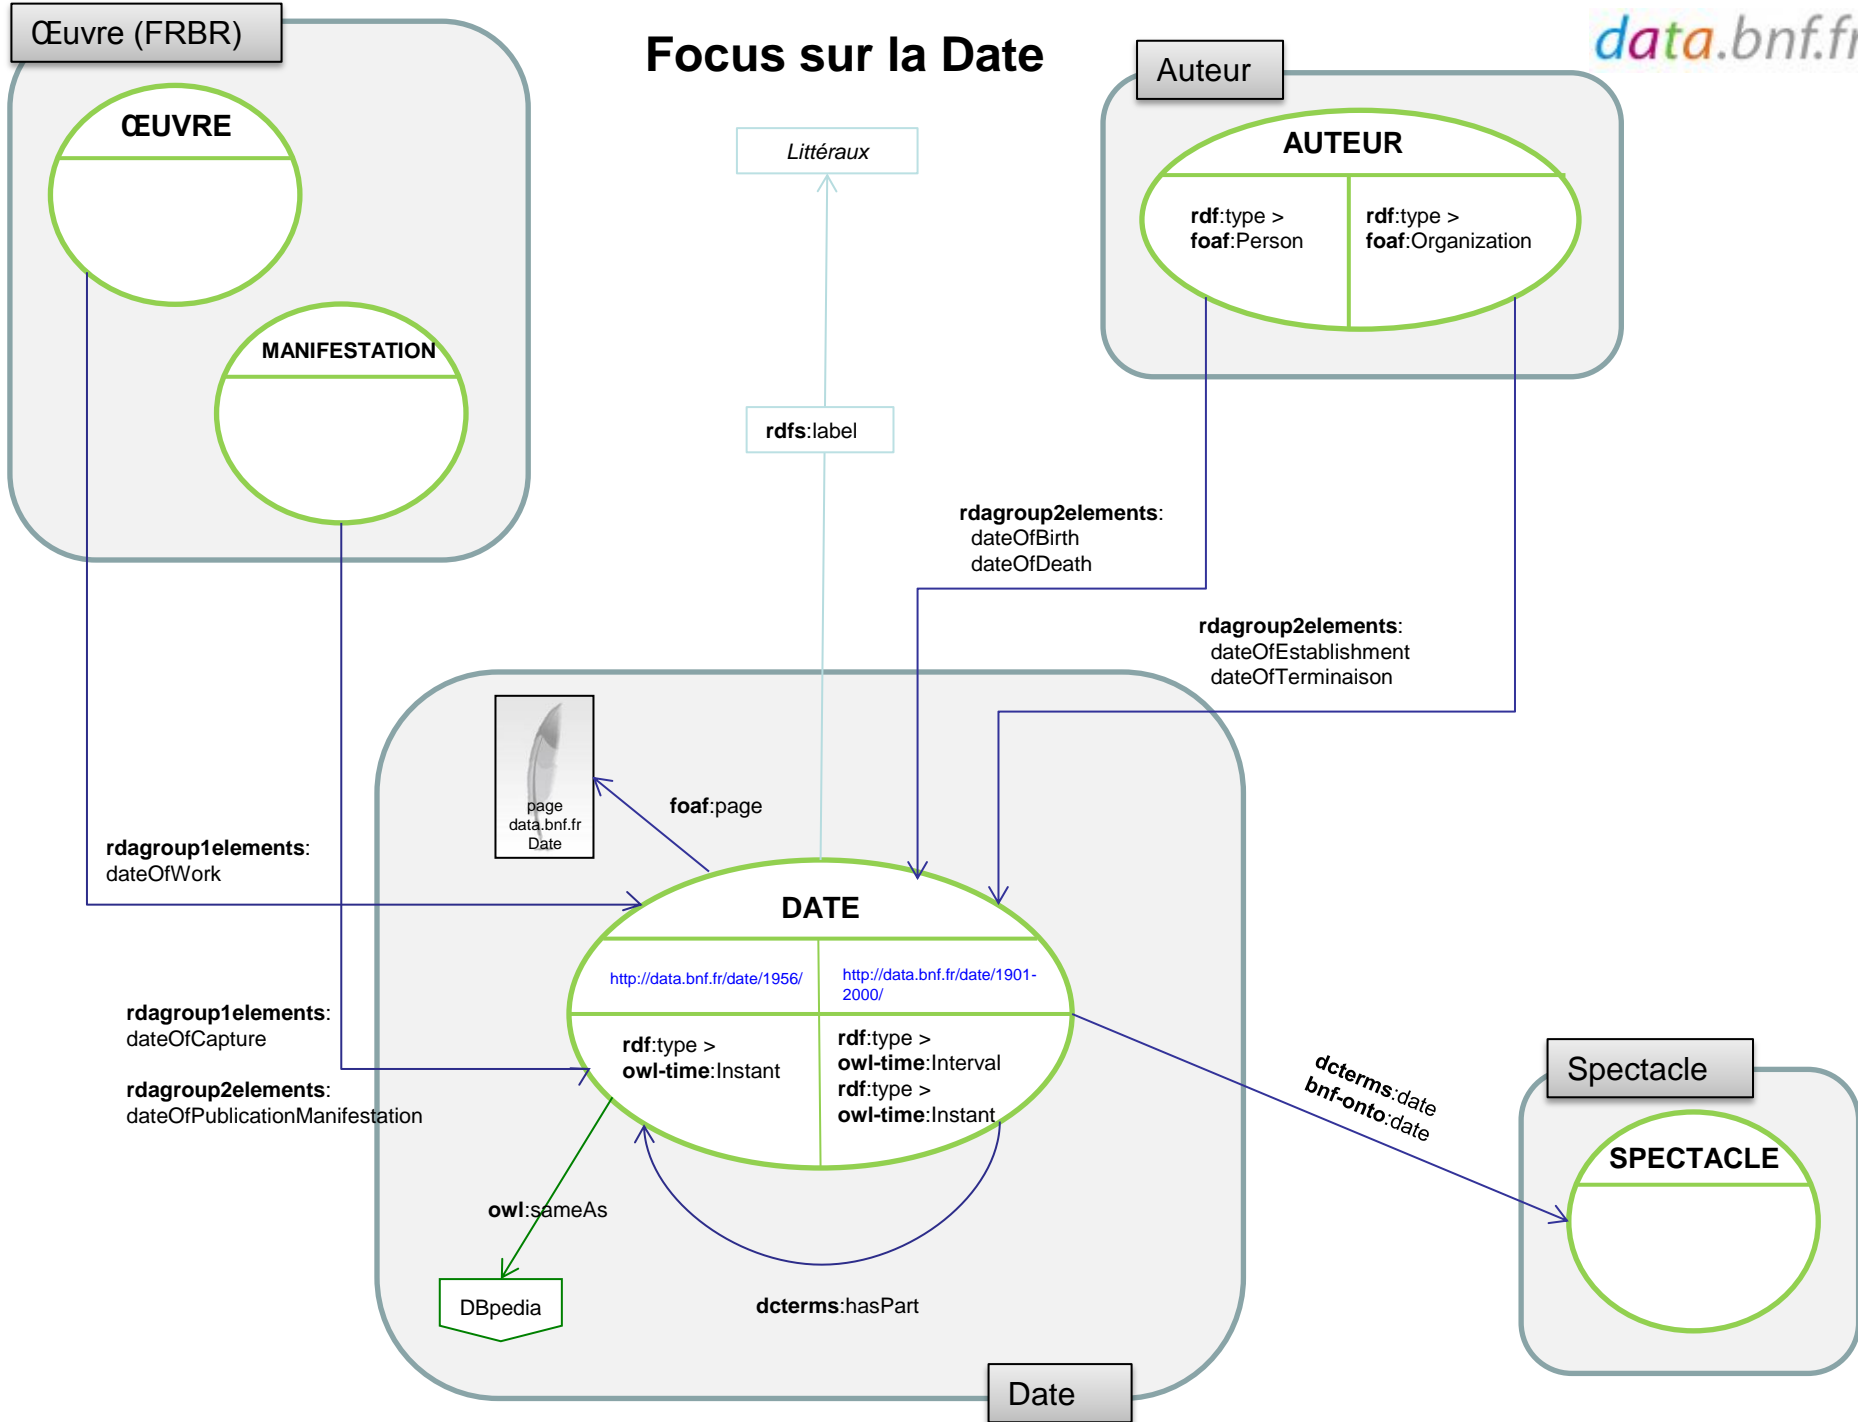 Œuvre (FRBR)
Focus sur la Date
data.bnf.fr
Auteur
ŒUVRE
MANIFESTATION
Littéraux
rdfs:label
AUTEUR
rdf:type >
foaf:Person
rdf:type >
foaf:Organization
rdagroup2elements:
dateOfBirth
dateOfDeath
rdagroup2elements:
dateOfEstablishment
dateOfTerminaison
page
data.bnf.fr
Date
foaf:page
rdagroup1elements:
dateOfWork
DATE
http://data.bnf.fr/date/1956/
http://data.bnf.fr/date/1901-
2000/
rdf:type >
owl-time:Instant
rdf:type >
owl-time:Interval
rdf:type >
owl-time:Instant
rdagroup1elements:
dateOfCapture
rdagroup2elements:
dateOfPublicationManifestation
owl:sameAs
DBpedia
dcterms:hasPart
dcterms:date
bnf-onto:date
Spectacle
SPECTACLE
Date